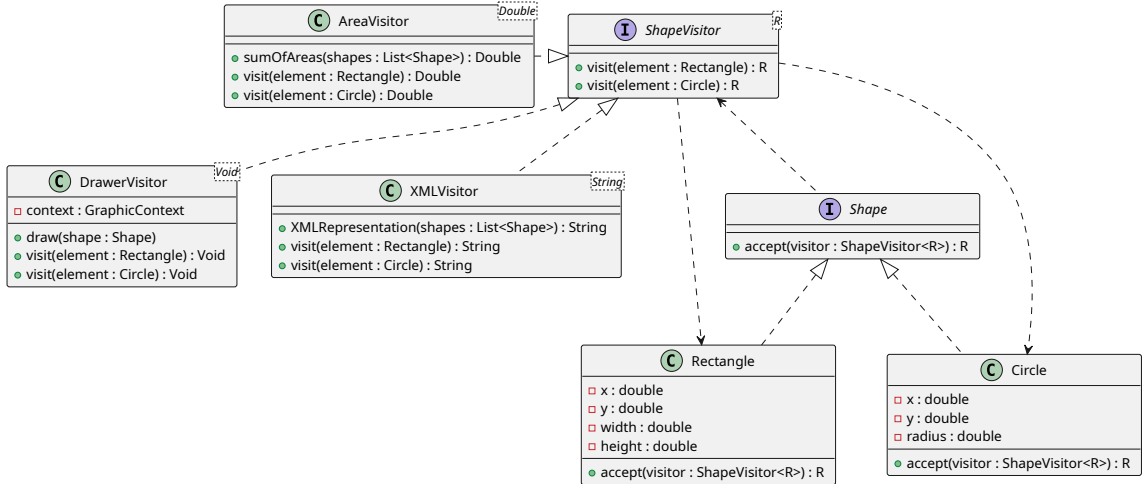 C AreaVisitor Double
sumOfAreas(shapes : List<Shape>) : Double
visit(element : Rectangle) : Double
visit(element : Circle) : Double
I ShapeVisitor R
visit(element : Rectangle) : R
visit(element : Circle) : R
C DrawerVisitor Void
context : GraphicContext
draw(shape : Shape)
visit(element : Rectangle) : Void
visit(element : Circle) : Void
C XMLVisitor String
XMLRepresentation(shapes : List<Shape>) : String
visit(element : Rectangle) : String
visit(element : Circle) : String
I Shape
accept(visitor : ShapeVisitor<R>) : R
C Rectangle
x : double
y : double
width : double
height : double
accept(visitor : ShapeVisitor<R>) : R
C Circle
x : double
y : double
radius : double
accept(visitor : ShapeVisitor<R>) : R